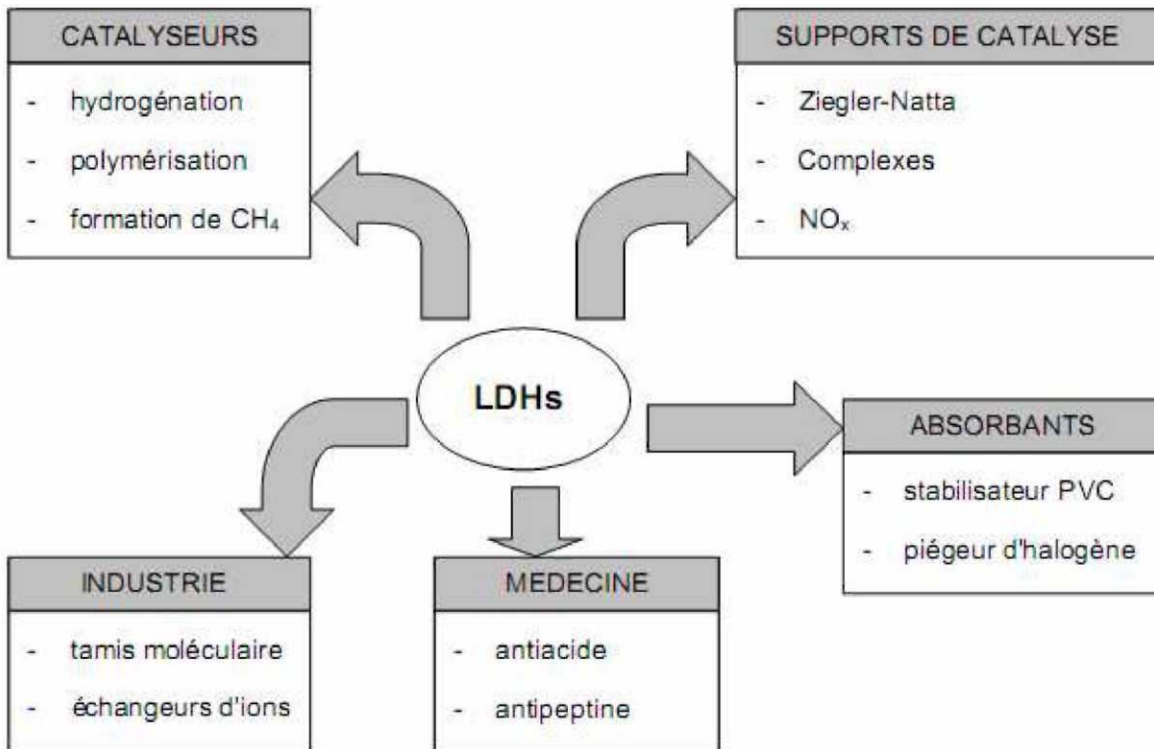 CATALYSEURS
- hydrogénation
- polymérisation
- formation de CH₄
SUPPORTS DE CATALYSE
- Ziegler-Natta
- Complexes
- NOₓ
LDHs
ABSORBANTS
- stabilisateur PVC
- piégeur d'halogène
INDUSTRIE
- tamis moléculaire
- échangeurs d'ions
MEDECINE
- antiacide
- antipeptine